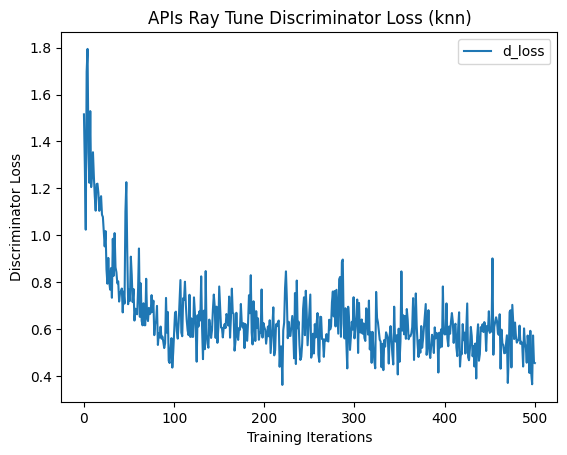 APIs Ray Tune Discriminator Loss (knn)
d_loss
Discriminator Loss
1.8
1.6
1.4
1.2
1.0
0.8
0.6
0.4
0 100 200 300 400 500
Training Iterations